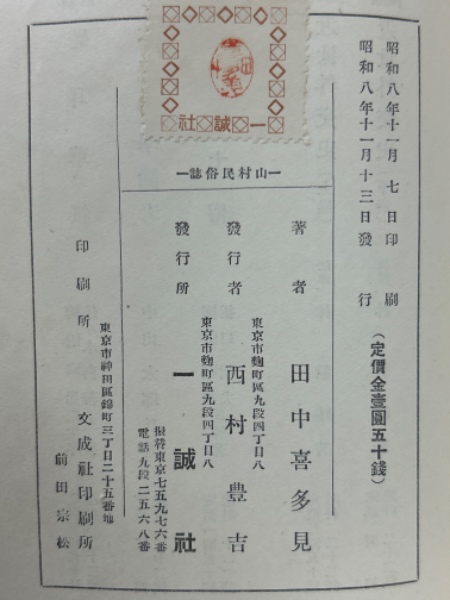 昭和八年十一月七日印刷
昭和八年十一月十三日發行
(定價金壹圓五十錢)
社誠一
誌俗民村山
著者 田中喜多見
東京市麴町區九段四丁目八
發行者 西村豊吉
東京市麴町區九段四丁目八
發行所 一誠社
振替東京七五九七六番
電話九段二五六八番
東京市神田區錦町三丁目二十五番地
印刷所 文成社印刷所
前田宗松